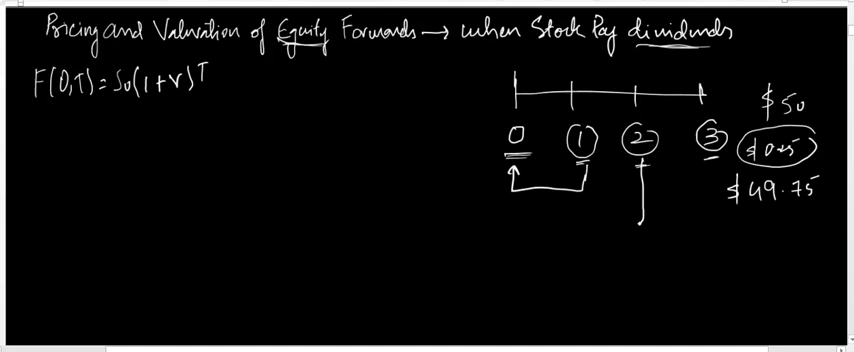 Pricing and Valuation of Equity Forwards → when Stock Pay dividends
F(0,T) = S0(1+r)^T
$ 50
0 1 2 3
$ 0.25
$ 49.75